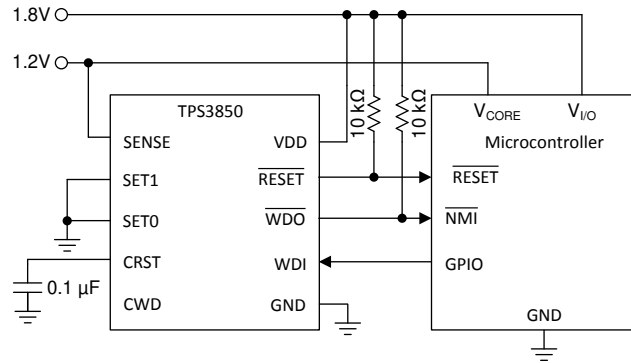 1.8V
1.2V
TPS3850
SENSE
SET1
SET0
CRST
CWD
VDD
RESET
WDO
WDI
GND
0.1 µF
10 kΩ
10 kΩ
VCORE
VI/O
Microcontroller
RESET
NMI
GPIO
GND